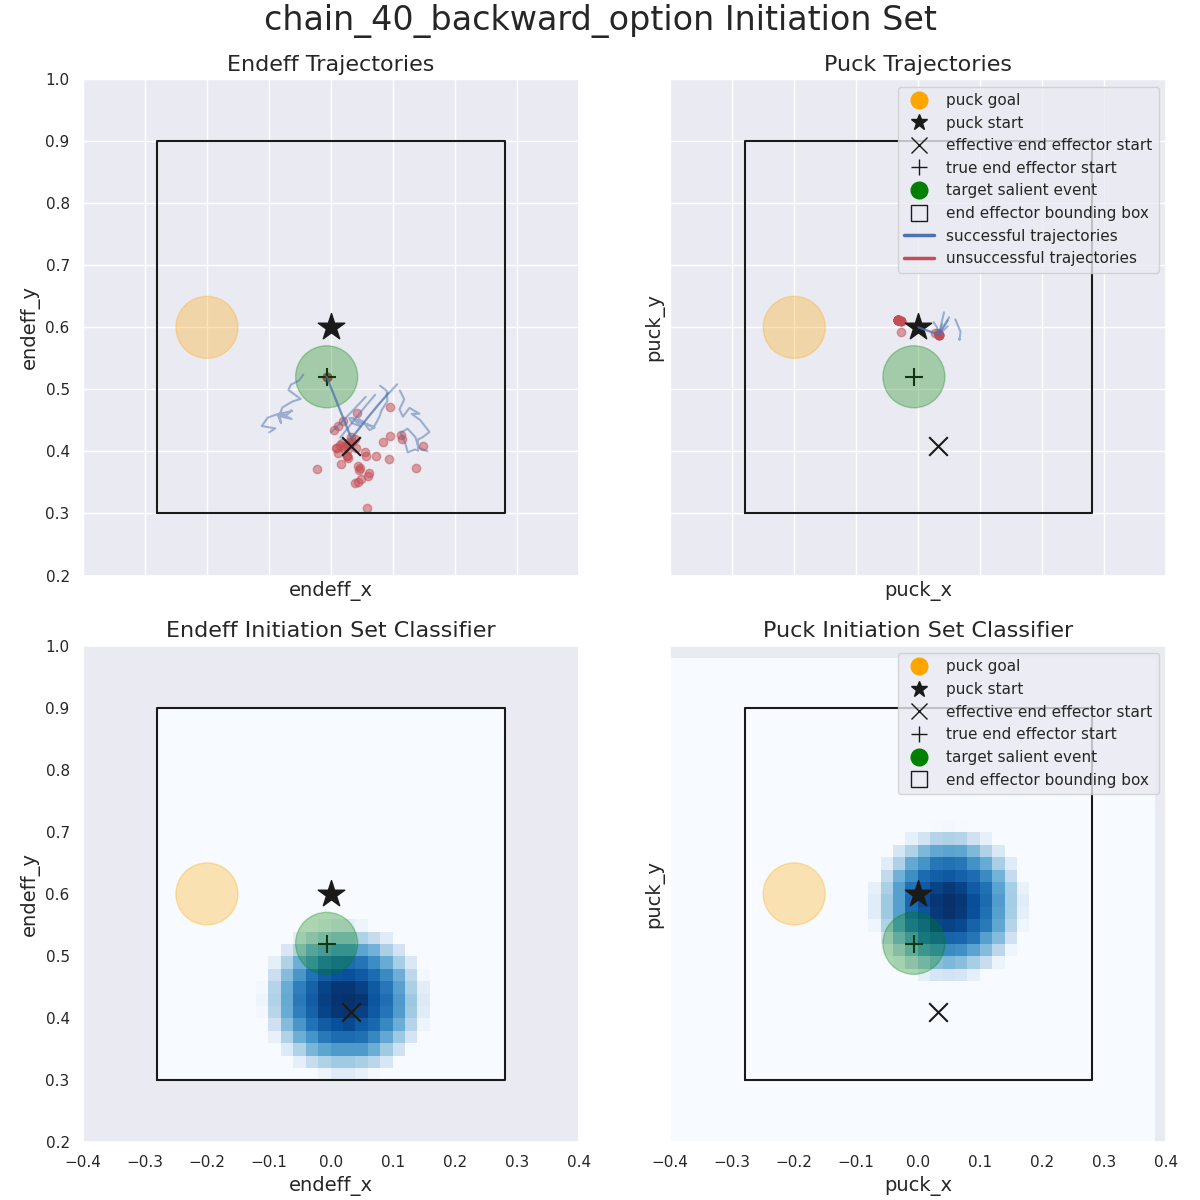 chain_40_backward_option Initiation Set
Endeff Trajectories
Puck Trajectories
1.0
0.9
0.8
0.7
0.6
0.5
0.4
0.3
0.2
endeff_y
endeff_x
puck_y
puck_x
puck goal
puck start
effective end effector start
true end effector start
target salient event
end effector bounding box
successful trajectories
unsuccessful trajectories
Endeff Initiation Set Classifier
Puck Initiation Set Classifier
1.0
0.9
0.8
0.7
0.6
0.5
0.4
0.3
0.2
endeff_y
−0.4 −0.3 −0.2 −0.1 0.0 0.1 0.2 0.3 0.4
endeff_x
puck_y
puck goal
puck start
effective end effector start
true end effector start
target salient event
end effector bounding box
−0.4 −0.3 −0.2 −0.1 0.0 0.1 0.2 0.3 0.4
puck_x